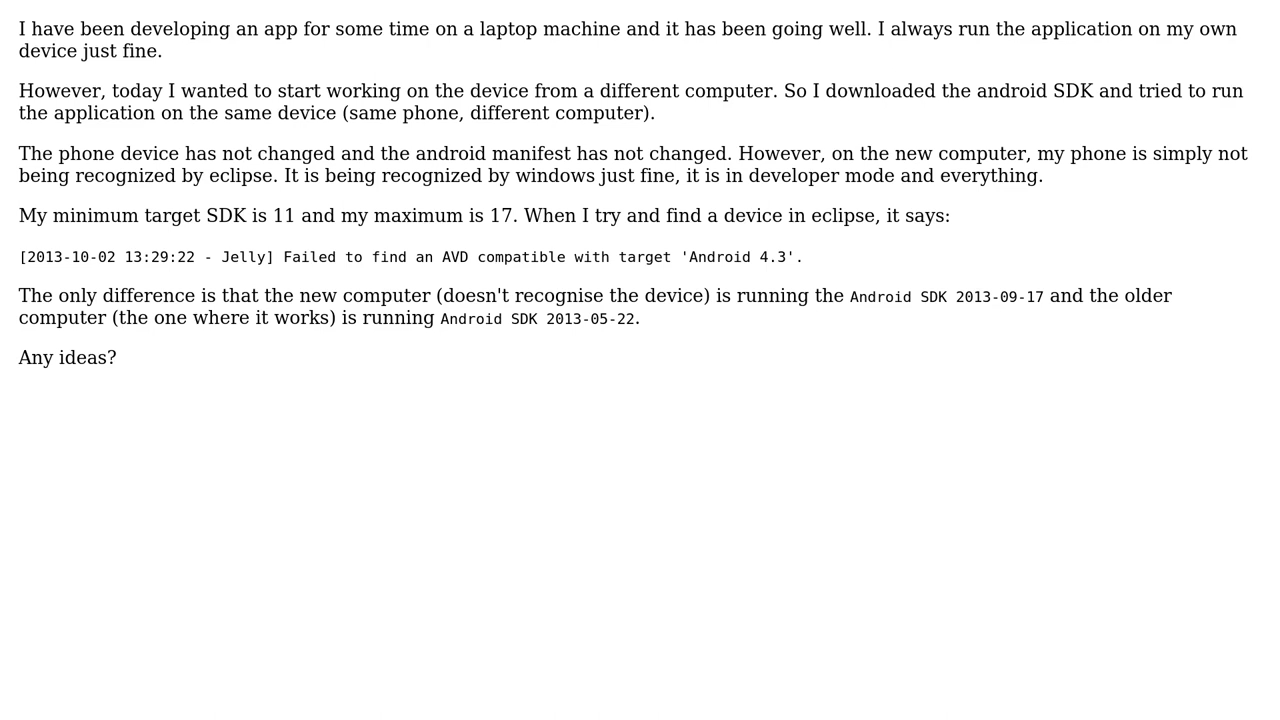 I have been developing an app for some time on a laptop machine and it has been going well. I always run the application on my own
device just fine.
However, today I wanted to start working on the device from a different computer. So I downloaded the android SDK and tried to run
the application on the same device (same phone, different computer).
The phone device has not changed and the android manifest has not changed. However, on the new computer, my phone is simply not
being recognized by eclipse. It is being recognized by windows just fine, it is in developer mode and everything.
My minimum target SDK is 11 and my maximum is 17. When I try and find a device in eclipse, it says:
[2013-10-02 13:29:22 - Jelly] Failed to find an AVD compatible with target 'Android 4.3'.
The only difference is that the new computer (doesn't recognise the device) is running the Android SDK 2013-09-17 and the older
computer (the one where it works) is running Android SDK 2013-05-22.
Any ideas?